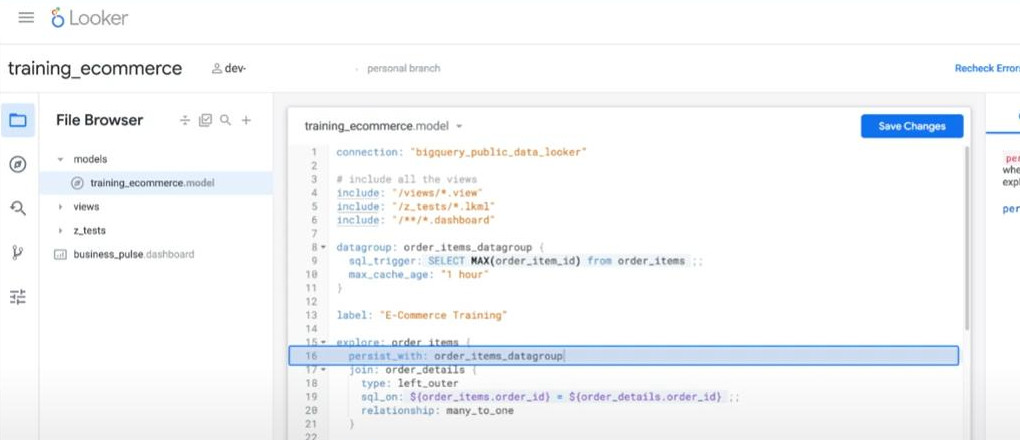 Looker
training_ecommerce dev- personal branch Recheck Error
File Browser
models
training_ecommerce.model
views
z_tests
business_pulse.dashboard
training_ecommerce.model
Save Changes
1 connection: "bigquery_public_data_looker"
2
3 # include all the views
4 include: "/views/*.view"
5 include: "/z_tests/*.lkml"
6 include: "/**/*.dashboard"
7
8 datagroup: order_items_datagroup {
9 sql_trigger: SELECT MAX(order_item_id) from order_items ;;
10 max_cache_age: "1 hour"
11 }
12
13 label: "E-Commerce Training"
14
15 explore: order_items {
16 persist_with: order_items_datagroup
17 join: order_details {
18 type: left_outer
19 sql_on: ${order_items.order_id} = ${order_details.order_id} ;;
20 relationship: many_to_one
21 }
22
per
whe
expl
per